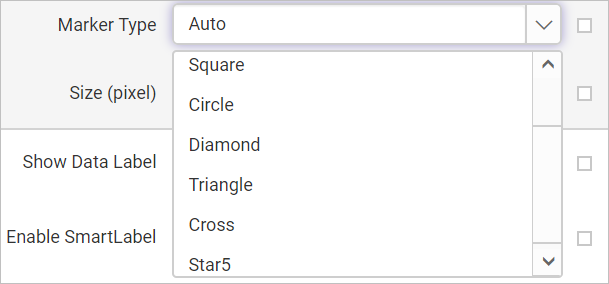 Marker Type
Auto
Size (pixel)
Square
Circle
Diamond
Triangle
Cross
Star5
Show Data Label
Enable SmartLabel